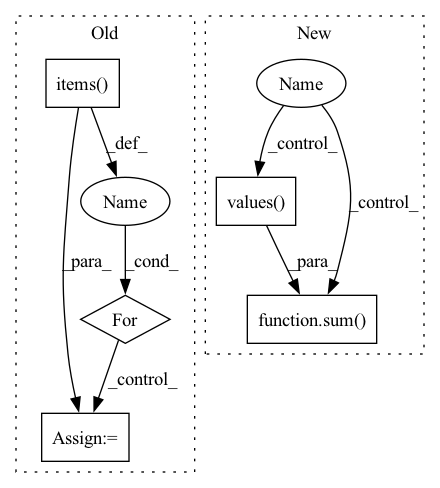 Old
New
items()
Name
_def_
_control_
Name
values()
_para_
_cond_
_para_
_control_
For
function.sum()
_control_
Assign:=